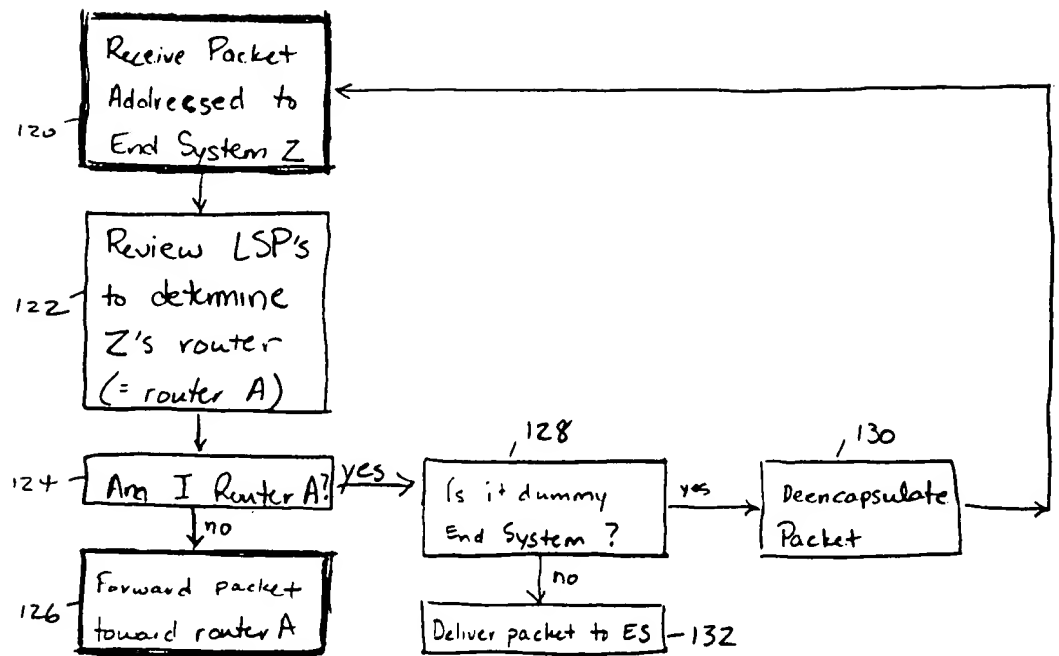 Receive Packet
Addressed to
End System Z
120
Review LSP's
to determine
Z's router
(= router A)
122
Am I Router A?
124
yes
no
Forward packet
toward router A
126
128
Is it dummy
End System ?
yes
no
130
Deencapsulate
Packet
Deliver packet to ES
132